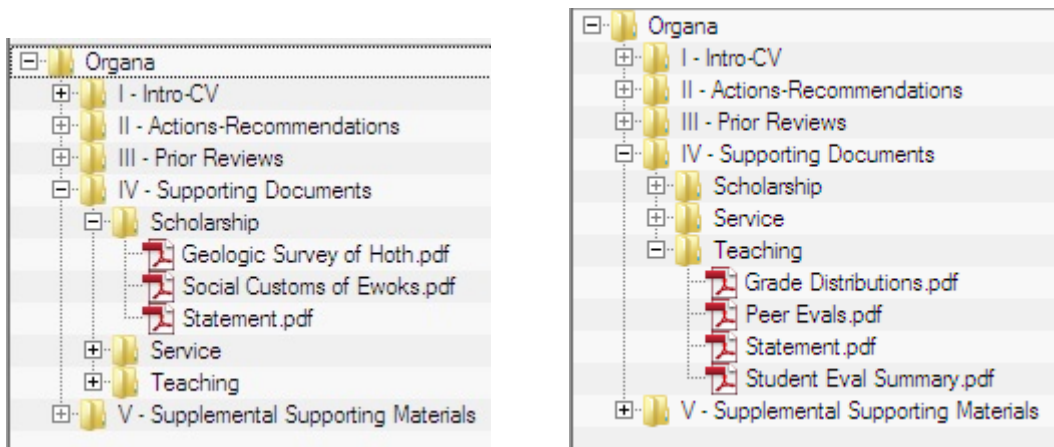 Organa
I - Intro-CV
II - Actions-Recommendations
III - Prior Reviews
IV - Supporting Documents
Scholarship
Geologic Survey of Hoth.pdf
Social Customs of Ewoks.pdf
Statement.pdf
Service
Teaching
V - Supplemental Supporting Materials
Organa
I - Intro-CV
II - Actions-Recommendations
III - Prior Reviews
IV - Supporting Documents
Scholarship
Service
Teaching
Grade Distributions.pdf
Peer Evals.pdf
Statement.pdf
Student Eval Summary.pdf
V - Supplemental Supporting Materials